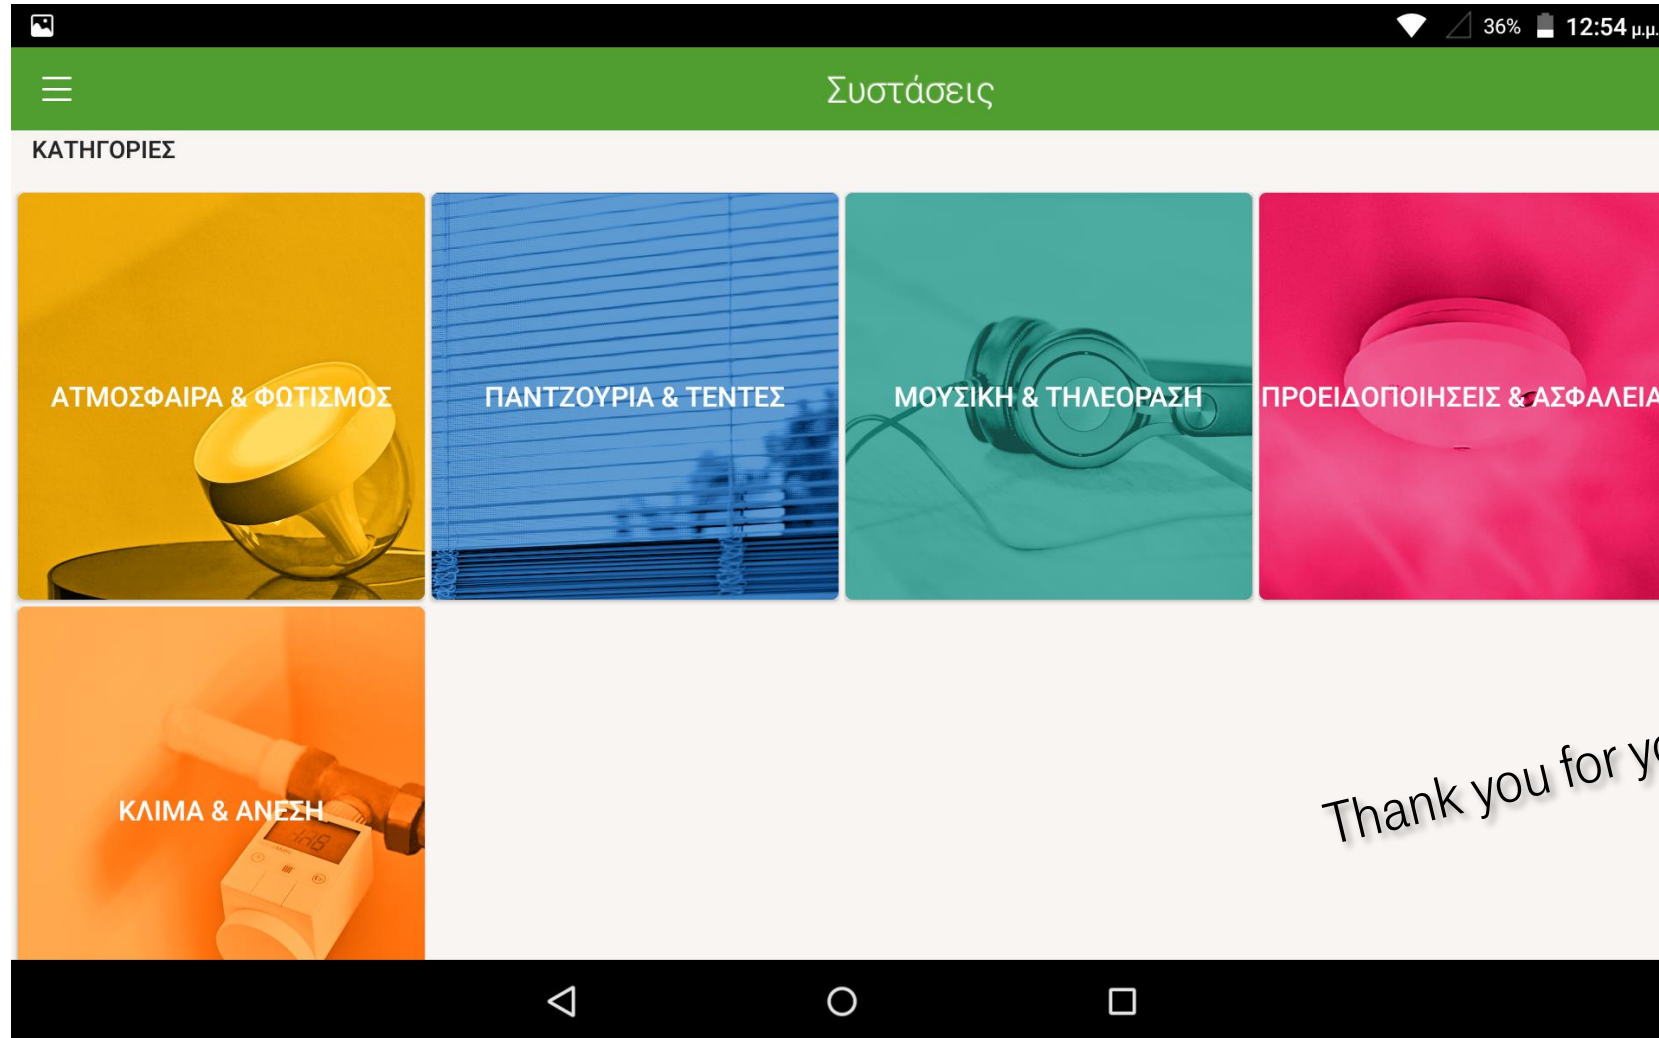 36% 12:54 μ.μ.
Συστάσεις
ΚΑΤΗΓΟΡΙΕΣ
ΑΤΜΟΣΦΑΙΡΑ & ΦΩΤΙΣΜΟΣ
ΠΑΝΤΖΟΥΡΙΑ & ΤΕΝΤΕΣ
ΜΟΥΣΙΚΗ & ΤΗΛΕΟΡΑΣΗ
ΠΡΟΕΙΔΟΠΟΙΗΣΕΙΣ & ΑΣΦΑΛΕΙΑ
ΚΛΙΜΑ & ΑΝΕΣΗ
Thank you for